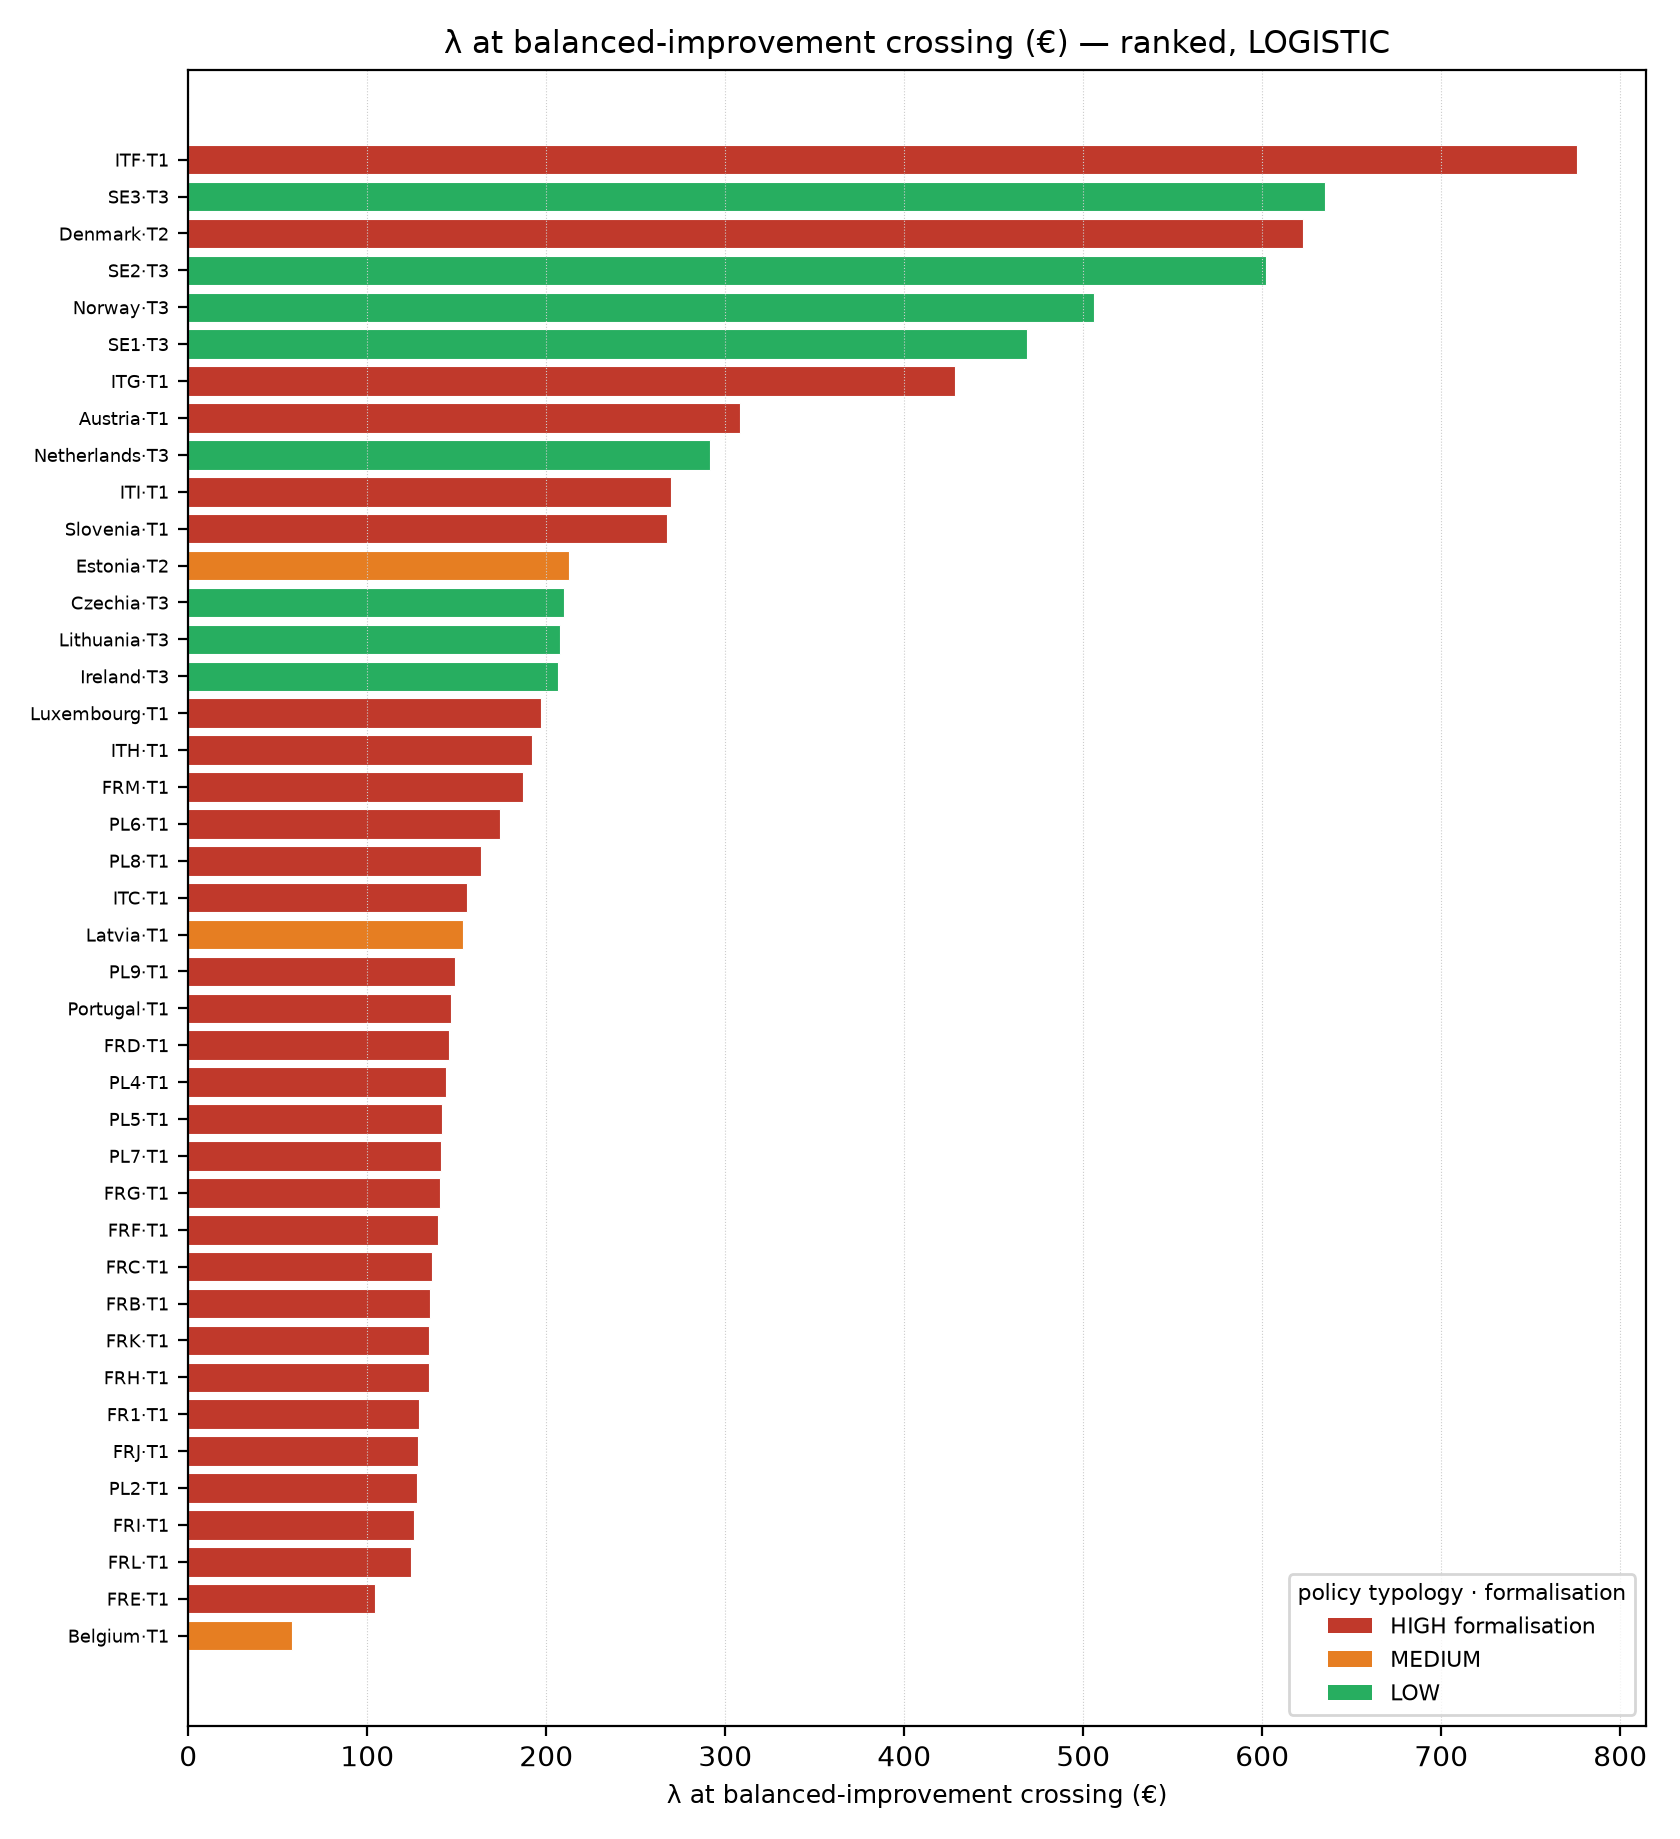 λ at balanced-improvement crossing (€) — ranked, LOGISTIC
ITF·T1
SE3·T3
Denmark·T2
SE2·T3
Norway·T3
SE1·T3
ITG·T1
Austria·T1
Netherlands·T3
ITI·T1
Slovenia·T1
Estonia·T2
Czechia·T3
Lithuania·T3
Ireland·T3
Luxembourg·T1
ITH·T1
FRM·T1
PL6·T1
PL8·T1
ITC·T1
Latvia·T1
PL9·T1
Portugal·T1
FRD·T1
PL4·T1
PL5·T1
PL7·T1
FRG·T1
FRF·T1
FRC·T1
FRB·T1
FRK·T1
FRH·T1
FR1·T1
FRJ·T1
PL2·T1
FRI·T1
FRL·T1
FRE·T1
Belgium·T1
policy typology · formalisation
HIGH formalisation
MEDIUM
LOW
0 100 200 300 400 500 600 700 800
λ at balanced-improvement crossing (€)